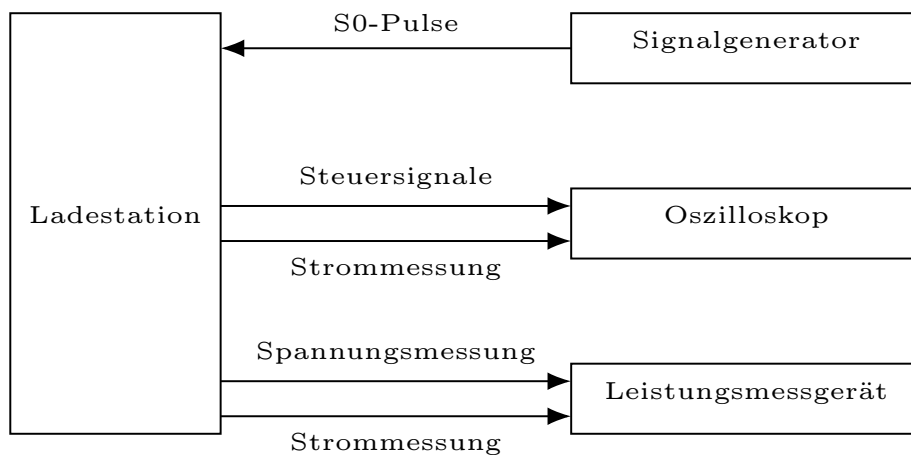 S0-Pulse
Signalgenerator
Steuersignale
Ladestation
Oszilloskop
Strommessung
Spannungsmessung
Leistungsmessgerät
Strommessung